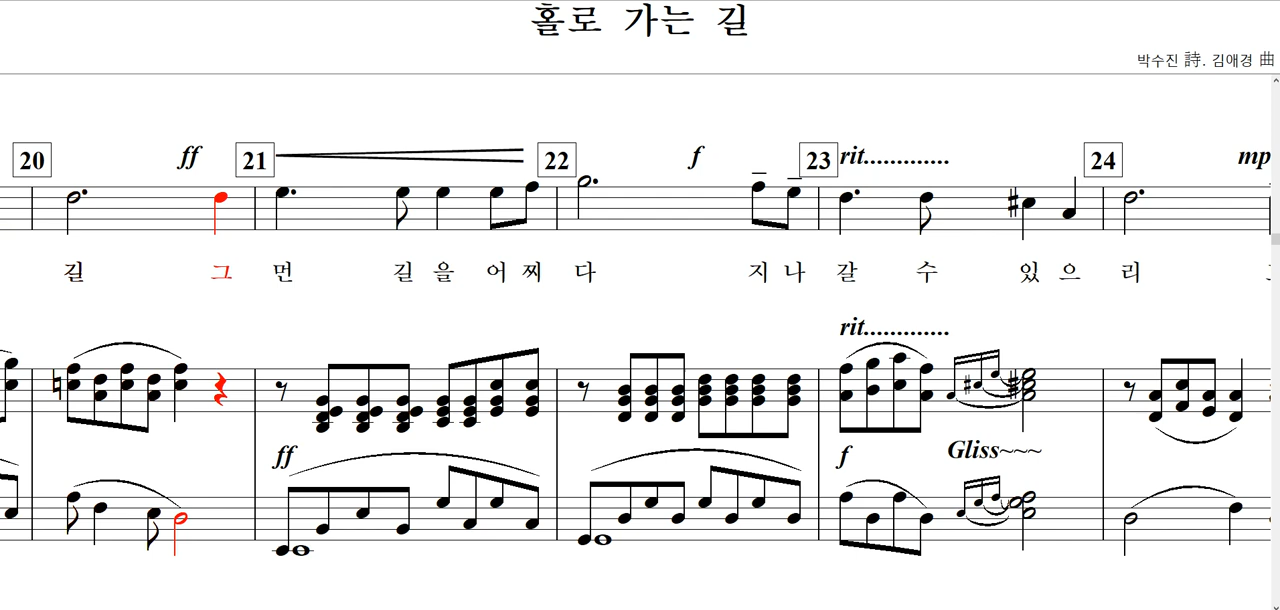 홀로 가는 길
박수진 詩. 김애경 曲
20 ff 21 22 f 23 rit............. 24 mp
길 그 먼 길 을 어 찌 다 지 나 갈 수 있 으 리
rit.............
ff f Gliss~~~